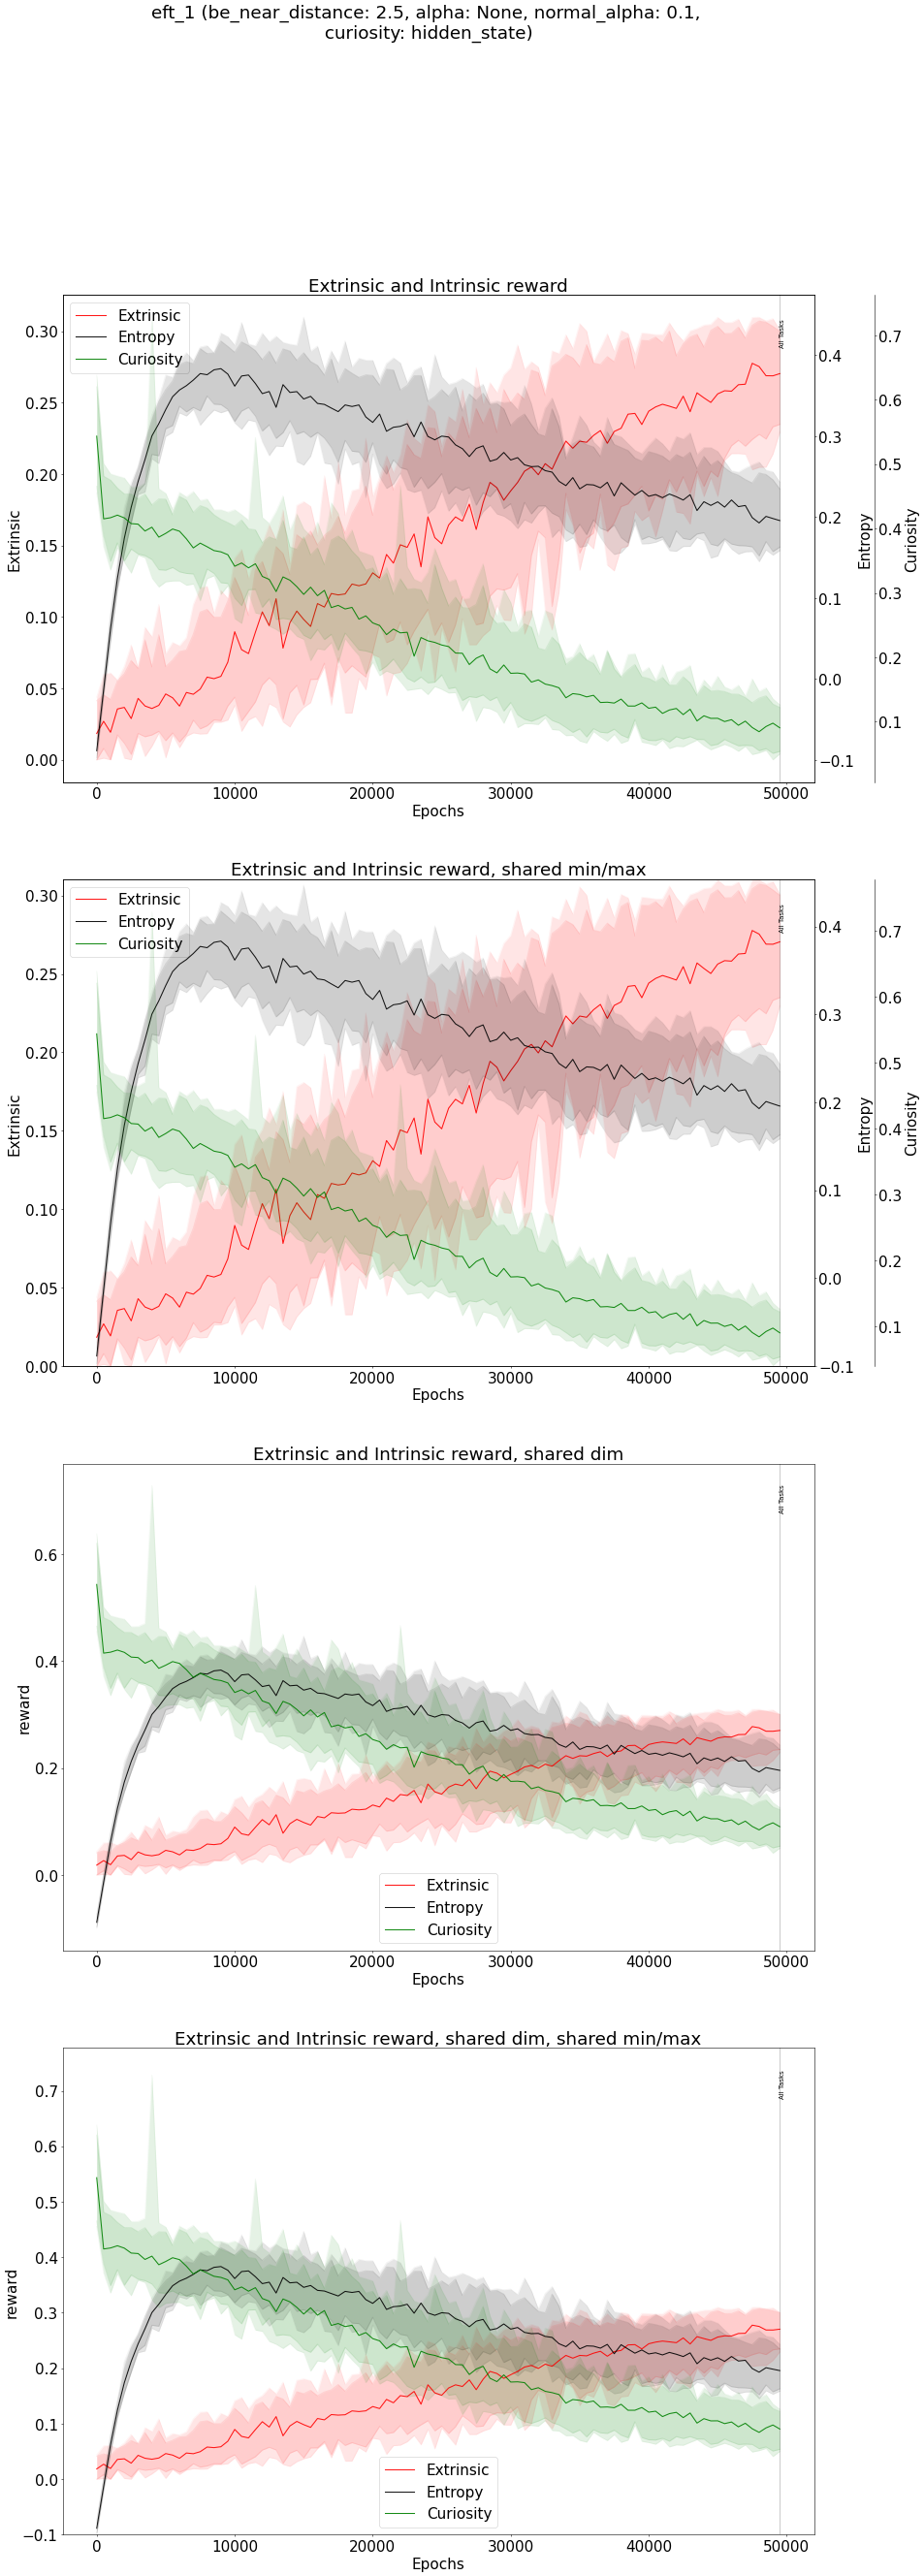 eft_1 (be_near_distance: 2.5, alpha: None, normal_alpha: 0.1,
curiosity: hidden_state)
Extrinsic and Intrinsic reward
Extrinsic
Entropy
Curiosity
All Tasks
0.30
0.25
0.20
0.15
0.10
0.05
0.00
Extrinsic
0.4
0.3
0.2
0.1
0.0
−0.1
Entropy
0.7
0.6
0.5
0.4
0.3
0.2
0.1
Curiosity
0 10000 20000 30000 40000 50000
Epochs
Extrinsic and Intrinsic reward, shared min/max
Extrinsic
Entropy
Curiosity
All Tasks
0.30
0.25
0.20
0.15
0.10
0.05
0.00
Extrinsic
0.4
0.3
0.2
0.1
0.0
−0.1
Entropy
0.7
0.6
0.5
0.4
0.3
0.2
0.1
Curiosity
0 10000 20000 30000 40000 50000
Epochs
Extrinsic and Intrinsic reward, shared dim
All Tasks
0.6
0.4
0.2
0.0
reward
Extrinsic
Entropy
Curiosity
0 10000 20000 30000 40000 50000
Epochs
Extrinsic and Intrinsic reward, shared dim, shared min/max
All Tasks
0.7
0.6
0.5
0.4
0.3
0.2
0.1
0.0
−0.1
reward
Extrinsic
Entropy
Curiosity
0 10000 20000 30000 40000 50000
Epochs